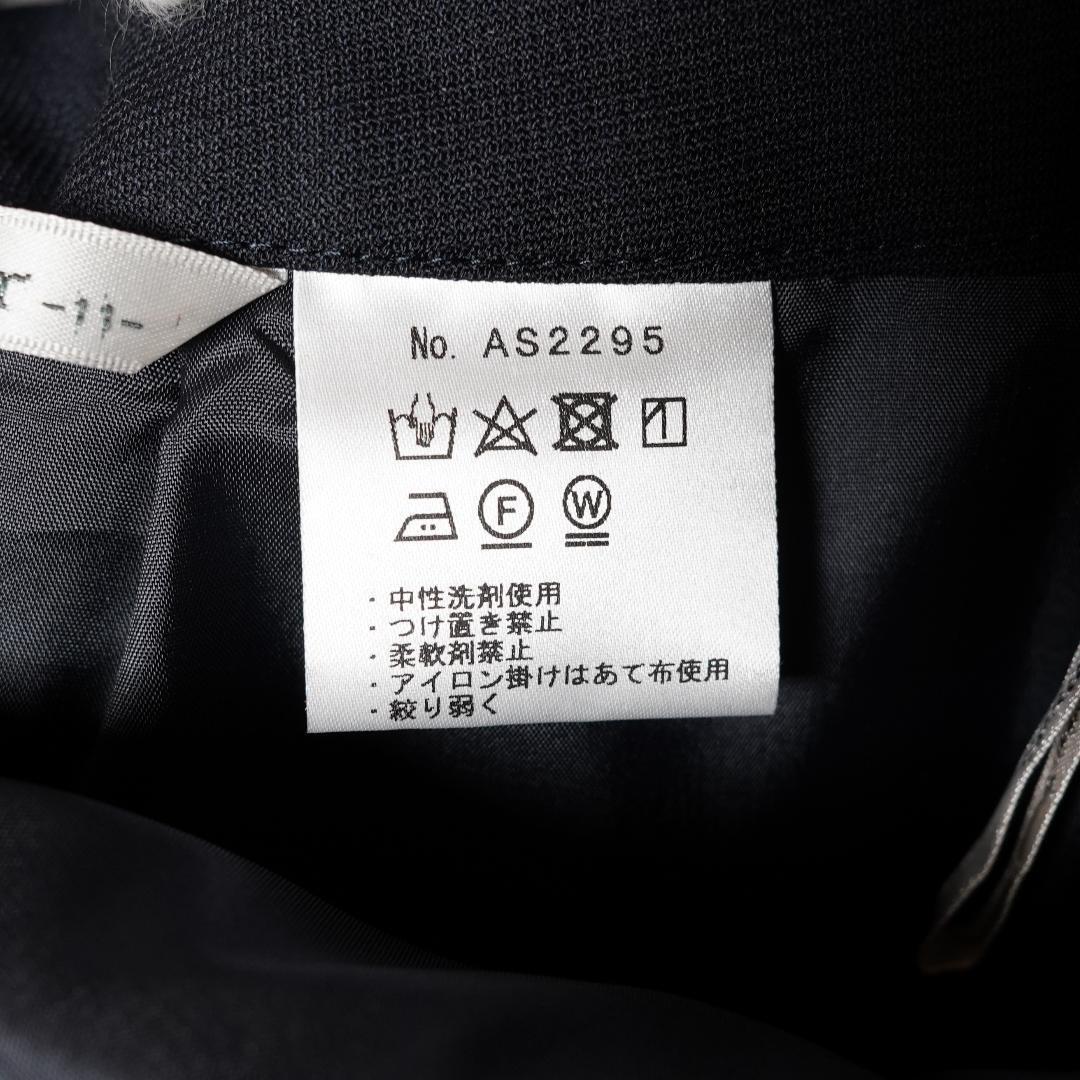 -11-
No. AS2295
F W
・中性洗剤使用
・つけ置き禁止
・柔軟剤禁止
・アイロン掛けはあて布使用
・絞り弱く